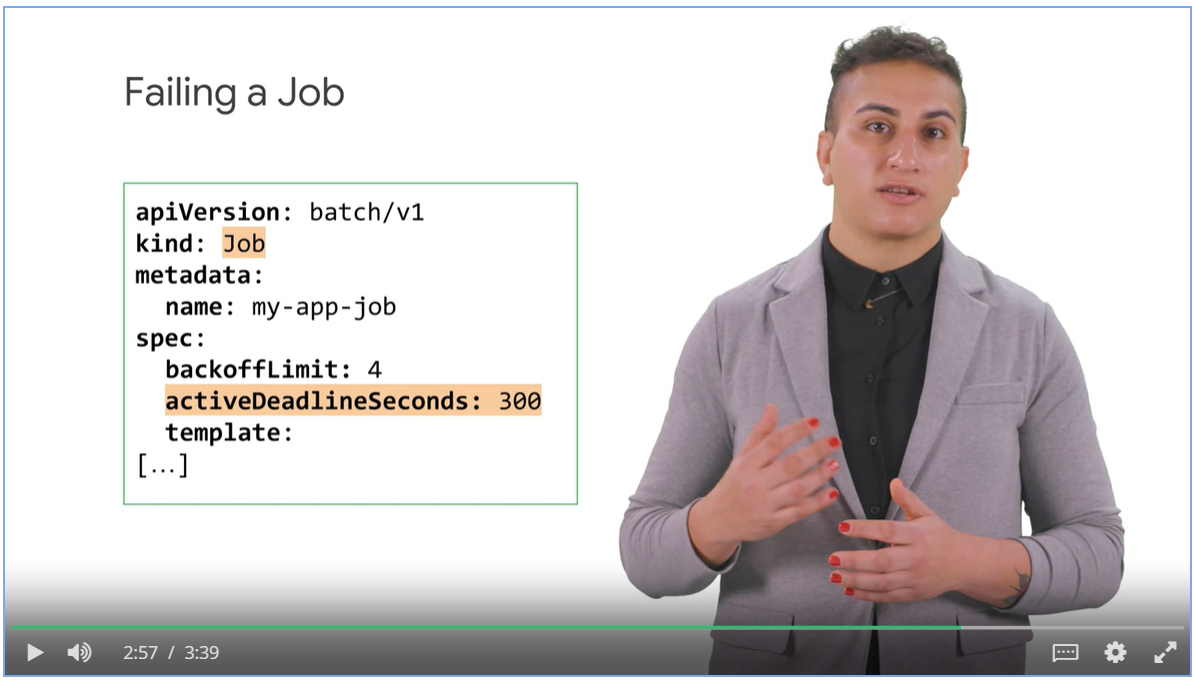 Failing a Job
apiVersion: batch/v1
kind: Job
metadata:
  name: my-app-job
spec:
  backoffLimit: 4
  activeDeadlineSeconds: 300
  template:
[...]
2:57 / 3:39